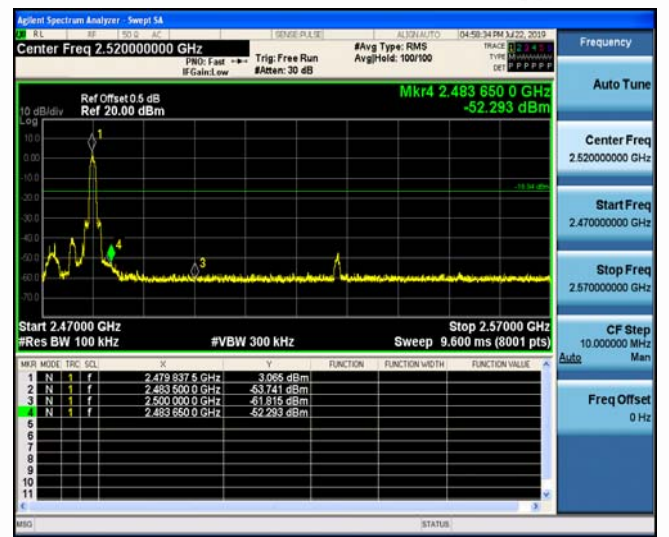 Agilent Spectrum Analyzer - Swept SA
RL RF 50 Ω AC SENSE:PULSE ALIGN AUTO 04:58:34 PM Jul 22, 2019
Center Freq 2.520000000 GHz
PNO: Fast Trig: Free Run
IFGain:Low #Atten: 30 dB
#Avg Type: RMS
Avg|Hold: 100/100
TRACE 1 2 3 4 5 6
TYPE
DET P P P P P P
Ref Offset 0.5 dB
10 dB/div Ref 20.00 dBm
Log
Mkr4 2.483 650 0 GHz
-52.293 dBm
10.0
0.00
-10.0
-20.0
-30.0
-40.0
-50.0
-60.0
-70.0
1
4
3
-16.94 dBm
Start 2.47000 GHz Stop 2.57000 GHz
#Res BW 100 kHz #VBW 300 kHz Sweep 9.600 ms (8001 pts)
MKR MODE TRC SCL X Y FUNCTION FUNCTION WIDTH FUNCTION VALUE
1 N 1 f 2.479 837 5 GHz 3.065 dBm
2 N 1 f 2.483 500 0 GHz -53.741 dBm
3 N 1 f 2.500 000 0 GHz -61.815 dBm
4 N 1 f 2.483 650 0 GHz -52.293 dBm
5
6
7
8
9
10
11
MSG STATUS
Frequency
Auto Tune
Center Freq
2.520000000 GHz
Start Freq
2.470000000 GHz
Stop Freq
2.570000000 GHz
CF Step
10.000000 MHz
Auto Man
Freq Offset
0 Hz